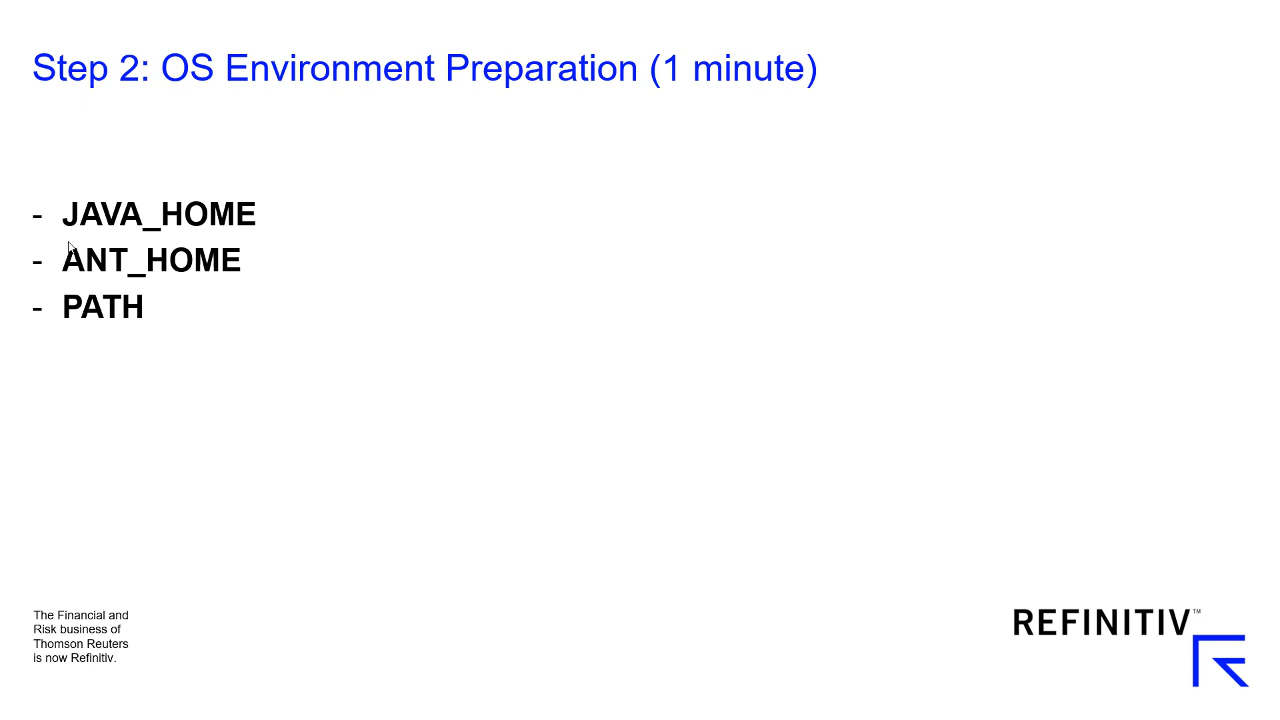 Step 2: OS Environment Preparation (1 minute)
- JAVA_HOME
- ANT_HOME
- PATH
The Financial and
Risk business of
Thomson Reuters
is now Refinitiv.
REFINITIV™